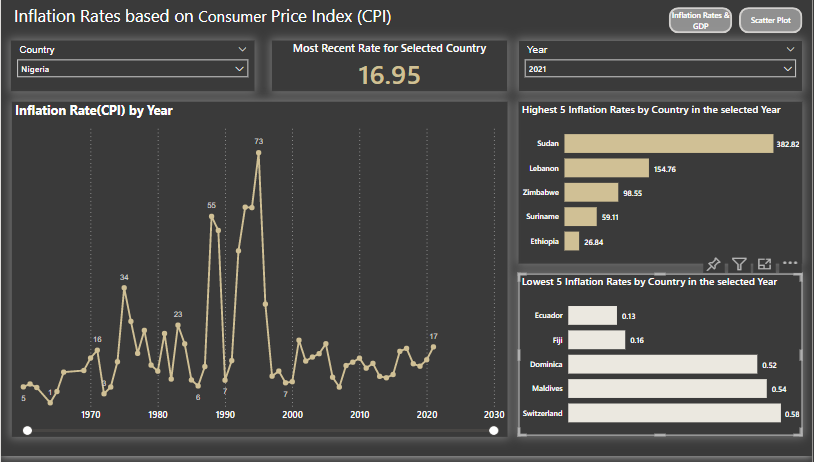 Inflation Rates based on Consumer Price Index (CPI)
Inflation Rates &
GDP
Scatter Plot
Country
Nigeria
Most Recent Rate for Selected Country
16.95
Year
2021
Inflation Rate(CPI) by Year
73
55
34
23
16
17
5
1
3
6
7
7
1970
1980
1990
2000
2010
2020
2030
Highest 5 Inflation Rates by Country in the selected Year
Sudan 382.82
Lebanon 154.76
Zimbabwe 98.55
Suriname 59.11
Ethiopia 26.84
Lowest 5 Inflation Rates by Country in the selected Year
Ecuador 0.13
Fiji 0.16
Dominica 0.52
Maldives 0.54
Switzerland 0.58